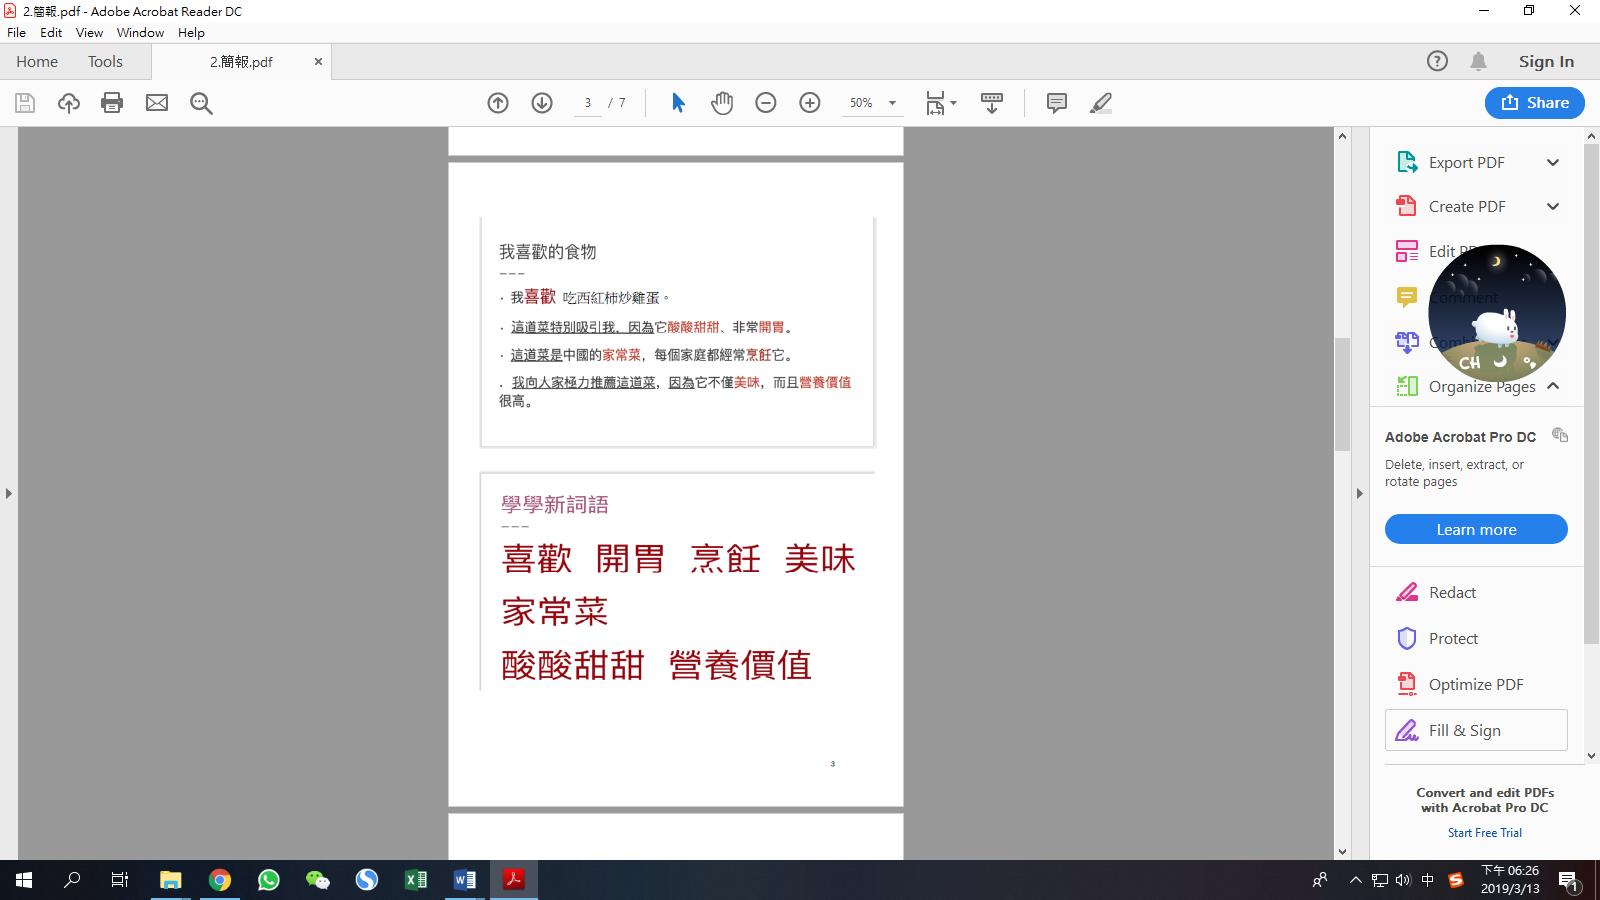 2.簡報.pdf - Adobe Acrobat Reader DC
File Edit View Window Help
Home Tools 2.簡報.pdf × Sign In
3 / 7 50% Share
我喜歡的食物
---
· 我喜歡 吃西紅柿炒雞蛋。
· 這道菜特別吸引我，因為它酸酸甜甜、非常開胃。
· 這道菜是中國的家常菜，每個家庭都經常烹飪它。
· 我向人家極力推薦這道菜，因為它不僅美味，而且營養價值
很高。
學學新詞語
---
喜歡 開胃 烹飪 美味
家常菜
酸酸甜甜 營養價值
3
Export PDF
Create PDF
Edit
Comment
CH
Organize Pages
Adobe Acrobat Pro DC
Delete, insert, extract, or
rotate pages
Learn more
Redact
Protect
Optimize PDF
Fill & Sign
Convert and edit PDFs
with Acrobat Pro DC
Start Free Trial
中 下午 06:26
2019/3/13
1